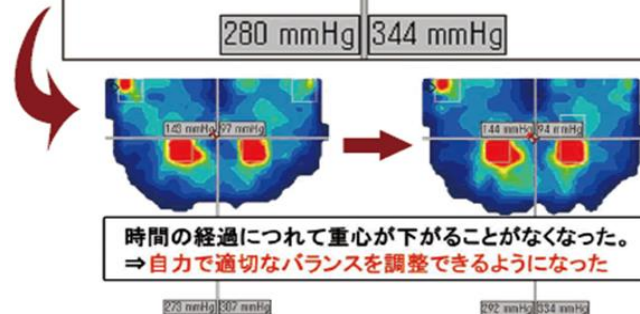 280 mmHg 344 mmHg
143 mmHg 97 mmHg 144 mmHg 94 mmHg
時間の経過につれて重心が下がることがなくなった。
⇒自力で適切なバランスを調整できるようになった
273 mmHg 307 mmHg 292 mmHg 334 mmHg